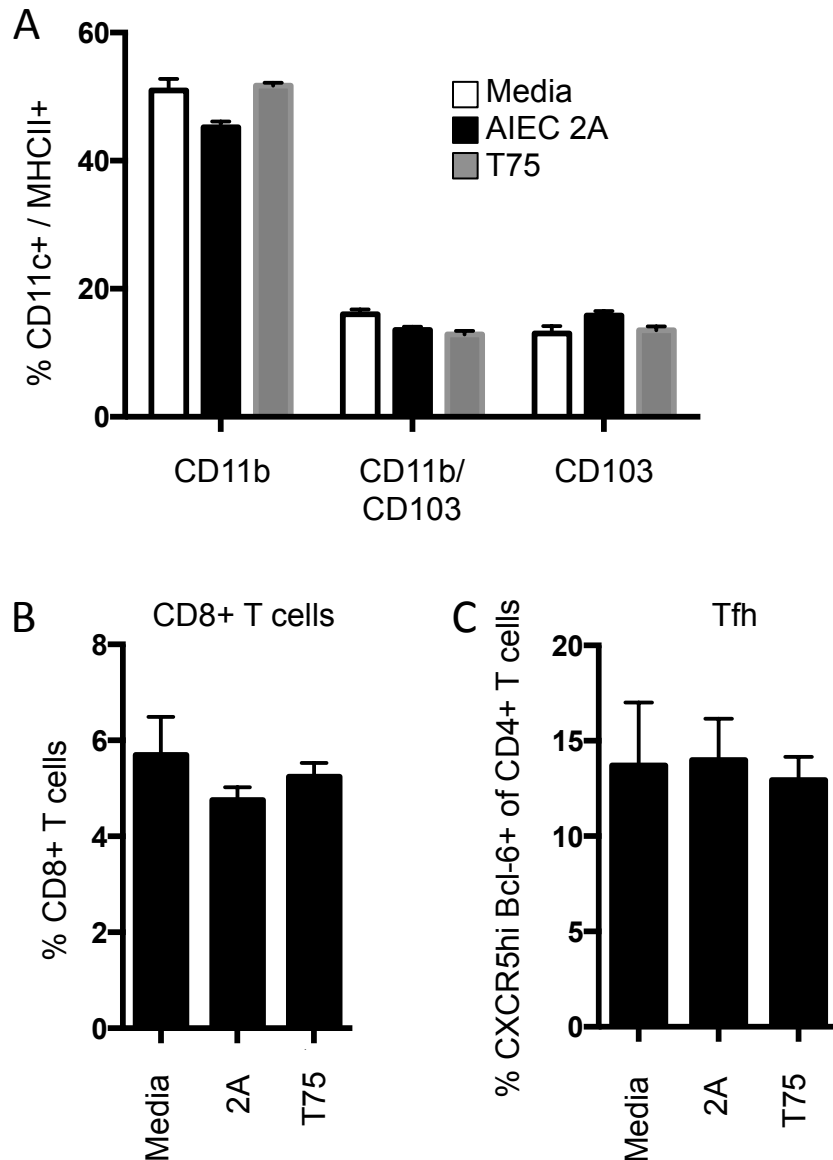 A
% CD11c+ / MHCII+
60
40
20
0
Media
AIEC 2A
T75
CD11b
CD11b/
CD103
CD103
B
CD8+ T cells
% CD8+ T cells
8
6
4
2
0
Media
2A
T75
C
Tfh
% CXCR5hi Bcl-6+ of CD4+ T cells
20
15
10
5
0
Media
2A
T75